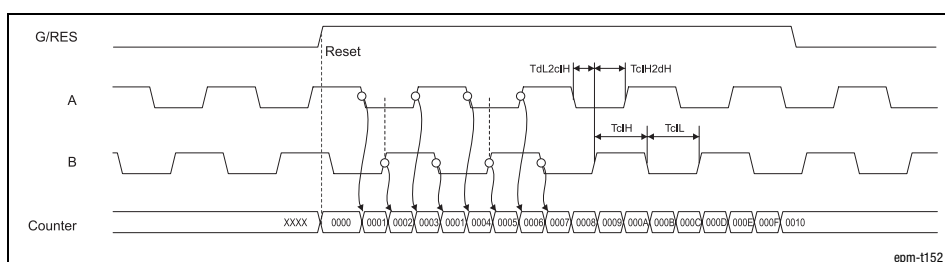 G/RES
Reset
TdL2clH TclH2dH
A
TclH TclL
B
Counter XXXX 0000 0001 0002 0003 0001 0004 0005 0006 0007 0008 0009 000A 000B 000C 000D 000E 000F 0010
epm-t152